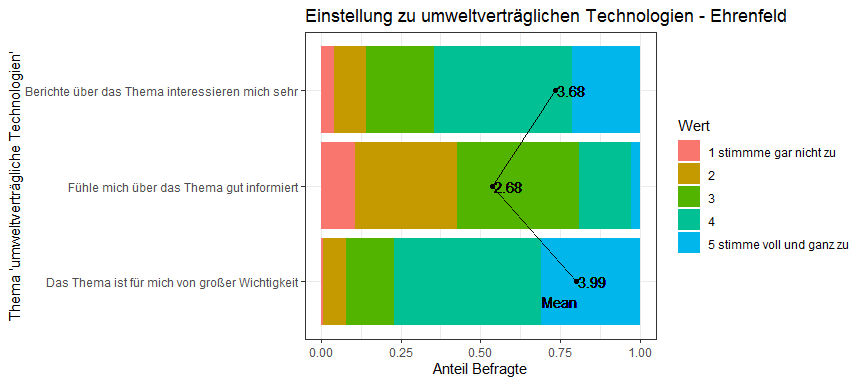 Einstellung zu umweltverträglichen Technologien - Ehrenfeld
Thema 'umweltverträgliche Technologien'
Berichte über das Thema interessieren mich sehr
3.68
Fühle mich über das Thema gut informiert
2.68
Das Thema ist für mich von großer Wichtigkeit
3.99
Mean
0.00 0.25 0.50 0.75 1.00
Anteil Befragte
Wert
1 stimmme gar nicht zu
2
3
4
5 stimme voll und ganz zu